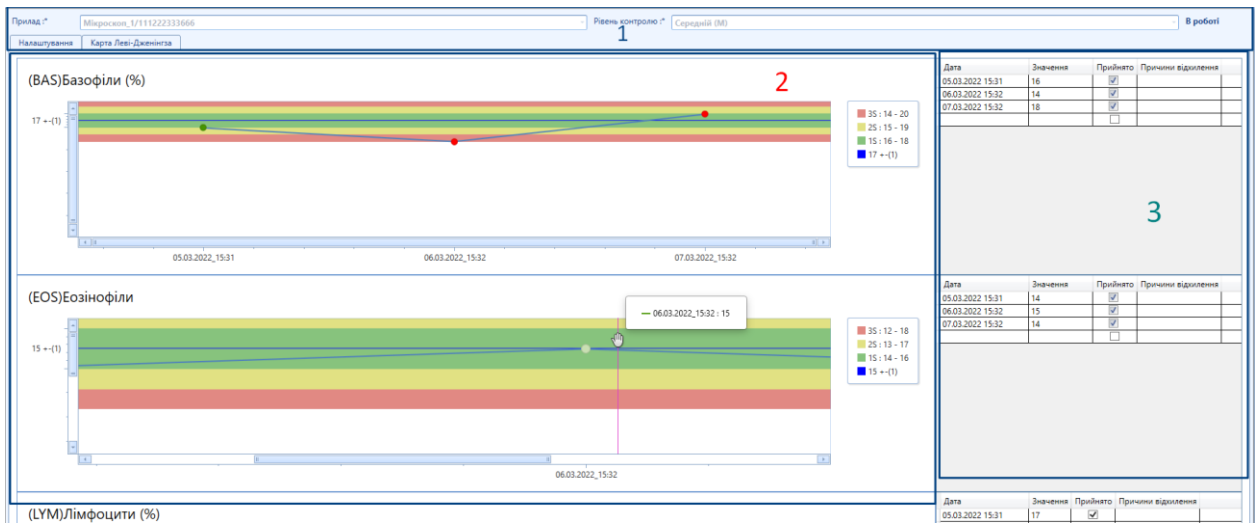 Прилад :* Мікроскоп_1/111222333666 Рівень контролю :* Середній (M) В роботі
1
Налаштування Карта Леві-Дженінгза
(BAS)Базофіли (%)
2
17 +-(1)
3S : 14 - 20
2S : 15 - 19
1S : 16 - 18
17 +-(1)
05.03.2022_15:31 06.03.2022_15:32 07.03.2022_15:32
Дата Значення Прийнято Причини відхилення
05.03.2022 15:31 16
06.03.2022 15:32 14
07.03.2022 15:32 18
3
(EOS)Еозінофіли
06.03.2022_15:32 : 15
15 +-(1)
3S : 12 - 18
2S : 13 - 17
1S : 14 - 16
15 +-(1)
06.03.2022_15:32
Дата Значення Прийнято Причини відхилення
05.03.2022 15:31 14
06.03.2022 15:32 15
07.03.2022 15:32 14
(LYM)Лімфоцити (%)
Дата Значення Прийнято Причини відхилення
05.03.2022 15:31 17